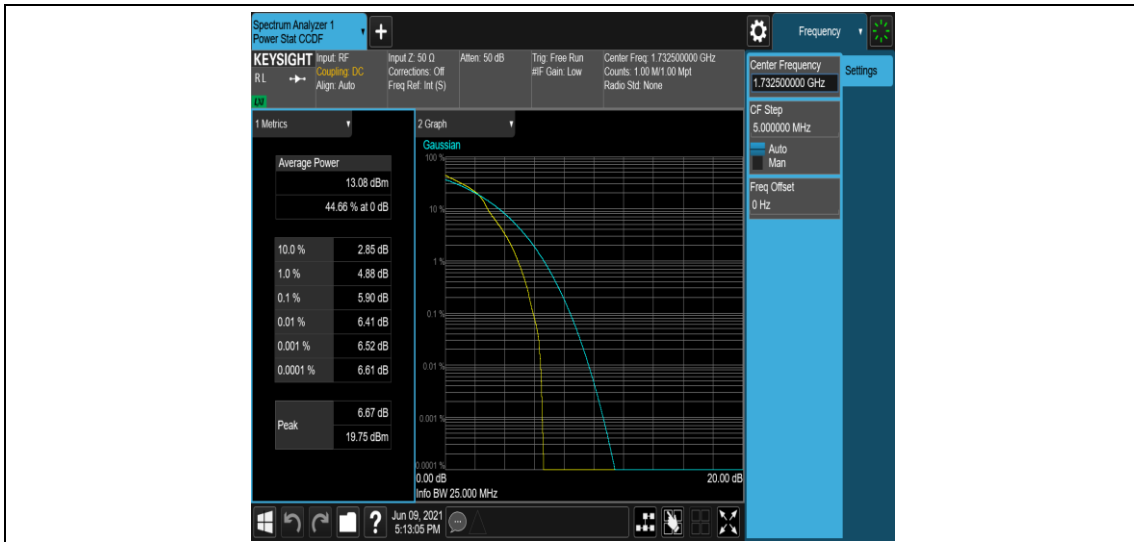 Spectrum Analyzer 1
Power Stat CCDF
+
Frequency
KEYSIGHT
RL
LXI
Input: RF
Coupling: DC
Align: Auto
Input Z: 50 Ω
Corrections: Off
Freq Ref: Int (S)
Atten: 50 dB
Trig: Free Run
#IF Gain: Low
Center Freq: 1.732500000 GHz
Counts: 1.00 M/1.00 Mpt
Radio Std: None
Center Frequency
1.732500000 GHz
Settings
CF Step
5.000000 MHz
Auto
Man
Freq Offset
0 Hz
1 Metrics
Average Power
13.08 dBm
44.66 % at 0 dB
10.0 % 2.85 dB
1.0 % 4.88 dB
0.1 % 5.90 dB
0.01 % 6.41 dB
0.001 % 6.52 dB
0.0001 % 6.61 dB
Peak
6.67 dB
19.75 dBm
2 Graph
Gaussian
100 %
10 %
1 %
0.1 %
0.01 %
0.001 %
0.0001 %
0.00 dB 20.00 dB
Info BW 25.000 MHz
?
Jun 09, 2021
5:13:05 PM